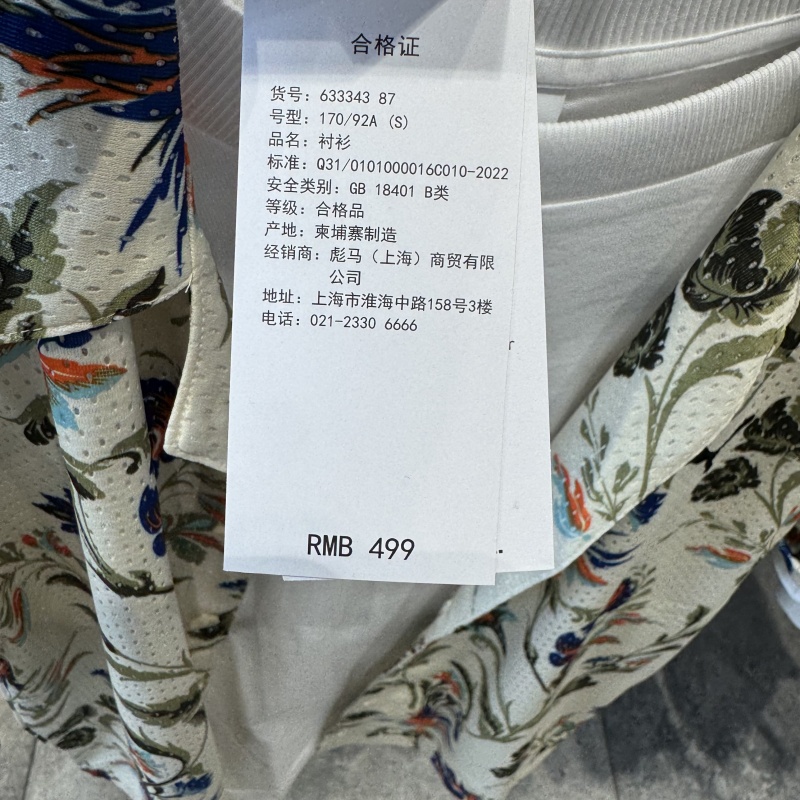 合格证
货号：633343 87
号型：170/92A (S)
品名：衬衫
标准：Q31/0101000016C010-2022
安全类别：GB 18401 B类
等级：合格品
产地：柬埔寨制造
经销商：彪马（上海）商贸有限
公司
地址：上海市淮海中路158号3楼
电话：021-2330 6666
RMB 499